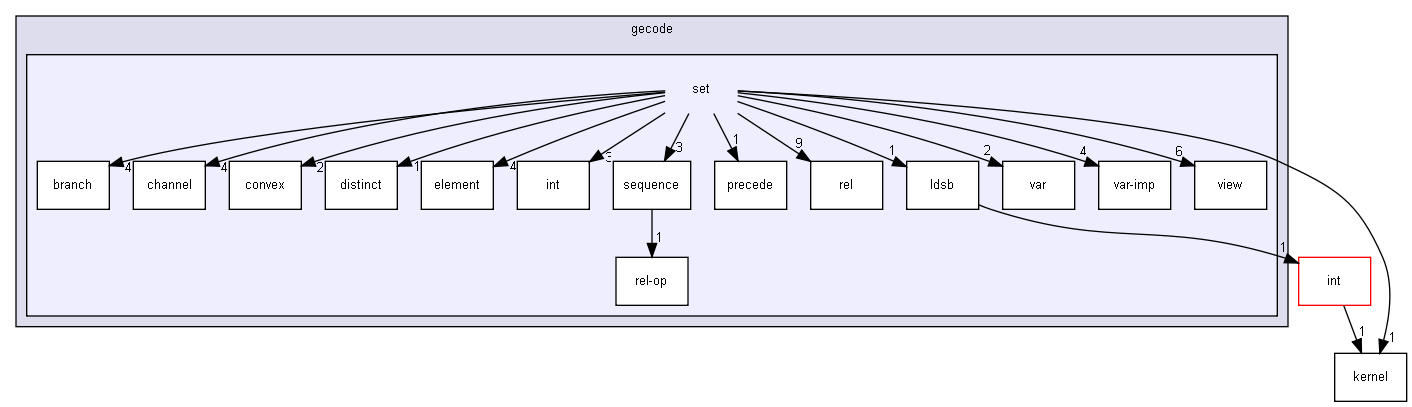 gecode
set
1
9
3
1
2
4
6
4
4
2
1
4
3
branch
channel
convex
distinct
element
int
sequence
precede
rel
ldsb
var
var-imp
view
1
1
rel-op
int
1
1
kernel